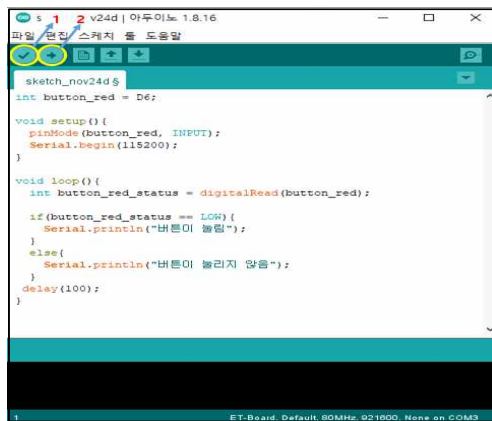 s 1 2 v24d | 아두이노 1.8.16
파일 편집 스케치 툴 도움말
sketch_nov24d §
int button_red = D6;
void setup(){
pinMode(button_red, INPUT);
Serial.begin(115200);
}
void loop(){
int button_red_status = digitalRead(button_red);
if(button_red_status == LOW){
Serial.println("버튼이 눌림");
}
else{
Serial.println("버튼이 눌리지 않음");
}
delay(100);
}
1 ET-Board, Default, 80MHz, 921600, None on COM3